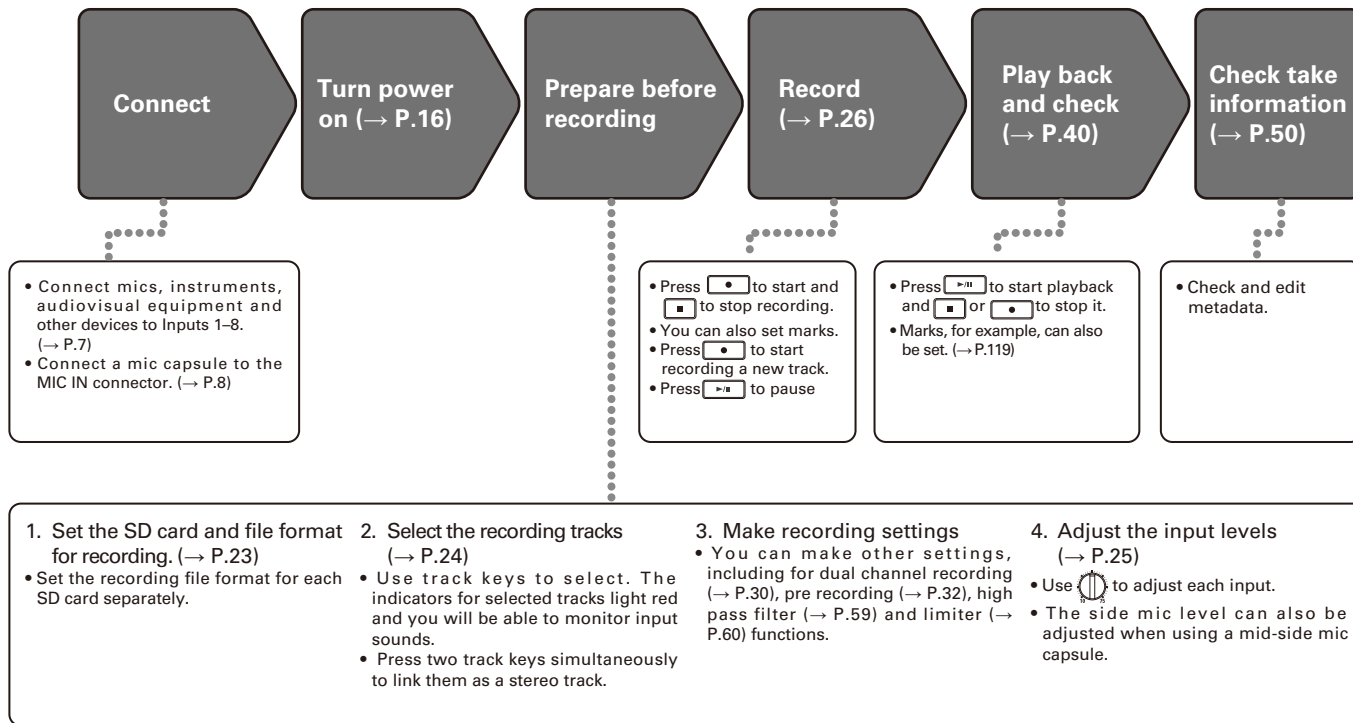 Connect
Turn power
on (→ P.16)
Prepare before
recording
Record
(→ P.26)
Play back
and check
(→ P.40)
Check take
information
(→ P.50)
• Connect mics, instruments,
audiovisual equipment and
other devices to Inputs 1–8.
(→ P.7)
• Connect a mic capsule to the
MIC IN connector. (→ P.8)
• Press ● to start and
■ to stop recording.
• You can also set marks.
• Press ● to start
recording a new track.
• Press ►/II to pause
• Press ►/II to start playback
and ■ or ● to stop it.
• Marks, for example, can also
be set. (→P.119)
• Check and edit
metadata.
1. Set the SD card and file format
for recording. (→ P.23)
• Set the recording file format for each
SD card separately.
2. Select the recording tracks
(→ P.24)
• Use track keys to select. The
indicators for selected tracks light red
and you will be able to monitor input
sounds.
• Press two track keys simultaneously
to link them as a stereo track.
3. Make recording settings
• You can make other settings,
including for dual channel recording
(→ P.30), pre recording (→ P.32), high
pass filter (→ P.59) and limiter (→
P.60) functions.
4. Adjust the input levels
(→ P.25)
• Use to adjust each input.
• The side mic level can also be
adjusted when using a mid-side mic
capsule.